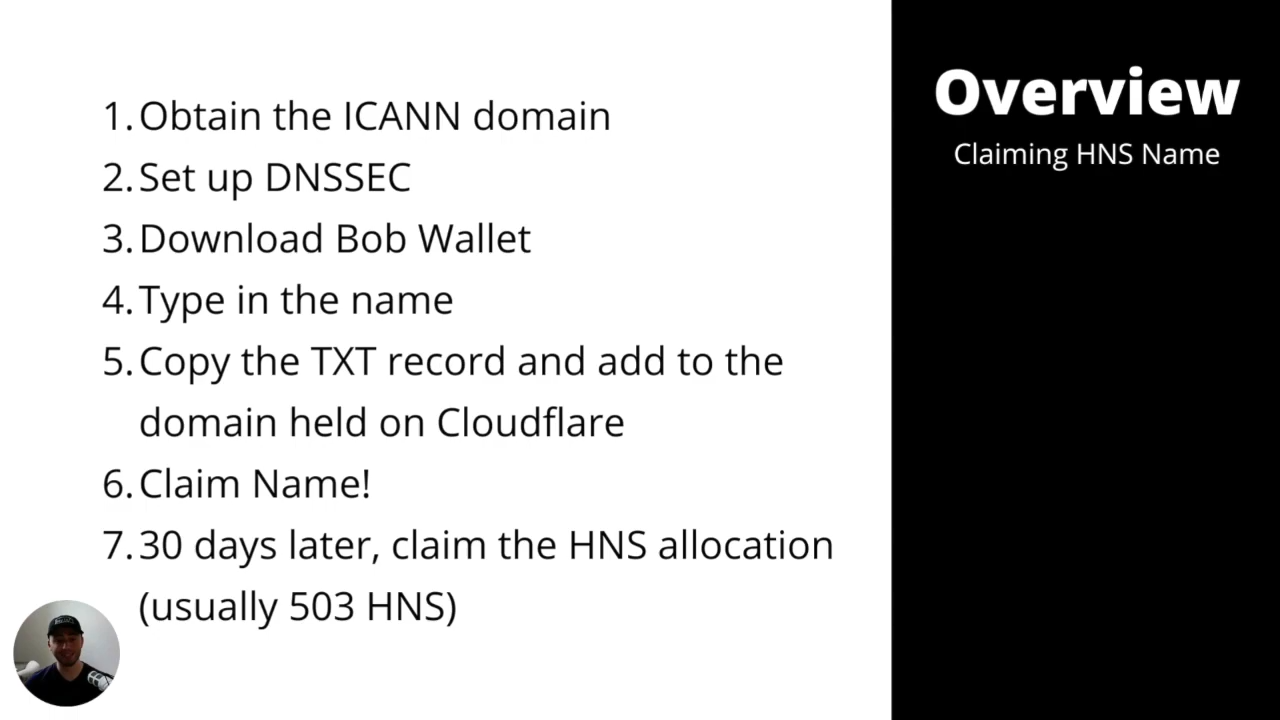 1. Obtain the ICANN domain
2. Set up DNSSEC
3. Download Bob Wallet
4. Type in the name
5. Copy the TXT record and add to the
domain held on Cloudflare
6. Claim Name!
7. 30 days later, claim the HNS allocation
(usually 503 HNS)
Overview
Claiming HNS Name